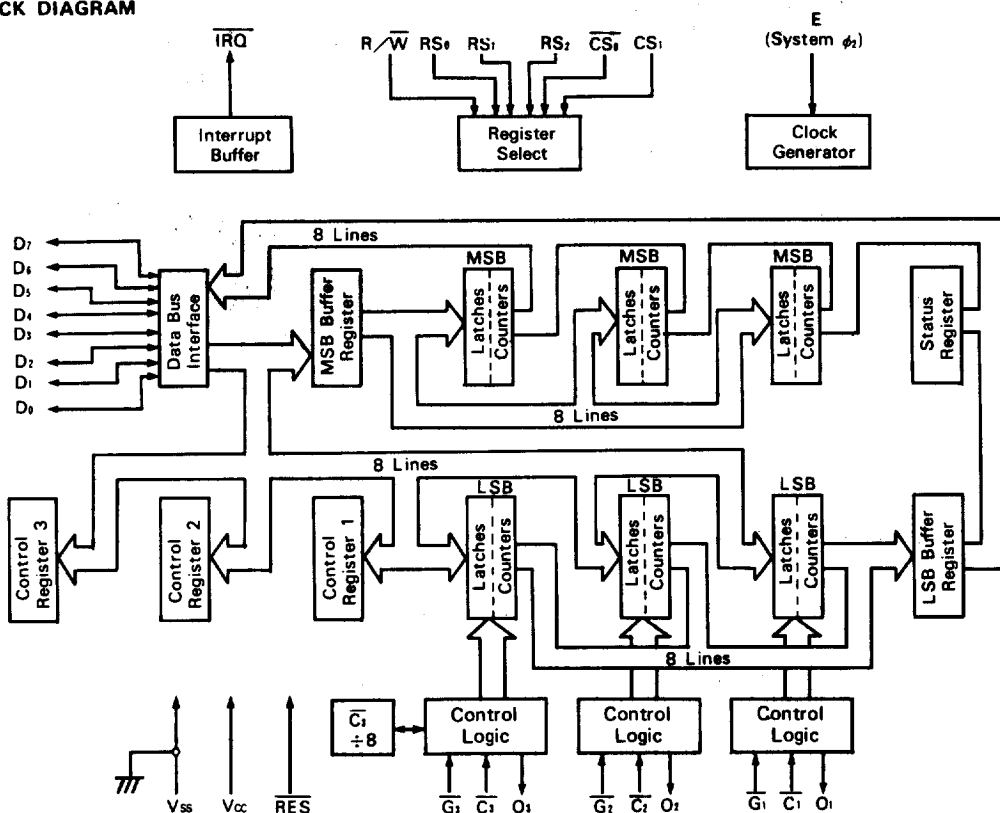 CK DIAGRAM
IRQ
R/W RS0 RS1 RS2 CS0 CS1
E
(System φ2)
Interrupt
Buffer
Register
Select
Clock
Generator
8 Lines
D7
D6
D5
D4
D3
D2
D1
D0
Data Bus
Interface
MSB Buffer
Register
MSB
Latches
Counters
MSB
Latches
Counters
MSB
Latches
Counters
Status
Register
8 Lines
8 Lines
Control
Register 3
Control
Register 2
Control
Register 1
LSB
Latches
Counters
LSB
Latches
Counters
LSB
Latches
Counters
LSB Buffer
Register
8 Lines
C3
÷8
Control
Logic
Control
Logic
Control
Logic
VSS VCC RES G3 C3 O3 G2 C2 O2 G1 C1 O1